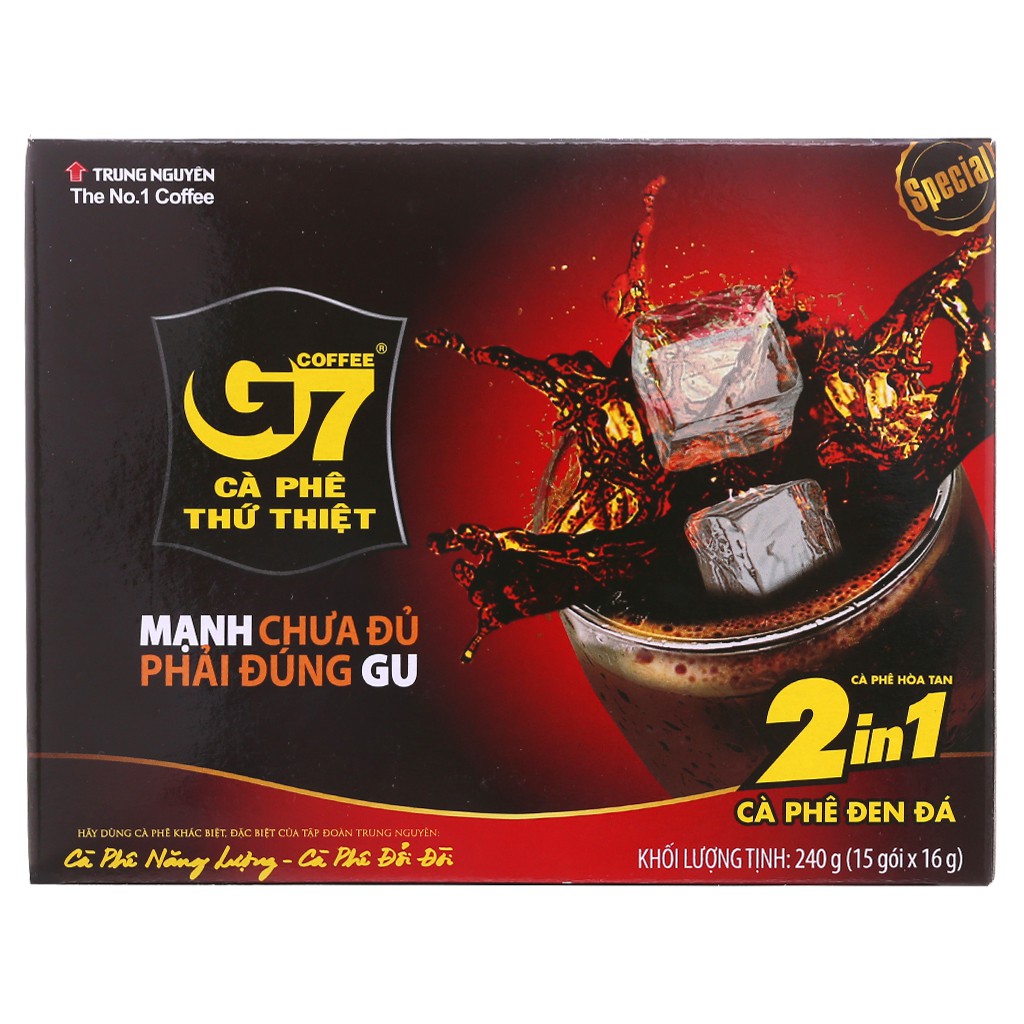 TRUNG NGUYÊN
The No.1 Coffee
Special
COFFEE ®
G7
CÀ PHÊ
THỨ THIỆT
MẠNH CHƯA ĐỦ
PHẢI ĐÚNG GU
CÀ PHÊ HÒA TAN
2in1
CÀ PHÊ ĐEN ĐÁ
HÃY DÙNG CÀ PHÊ KHÁC BIỆT, ĐẶC BIỆT CỦA TẬP ĐOÀN TRUNG NGUYÊN:
Cà Phê Năng Lượng - Cà Phê Đổi Đời
KHỐI LƯỢNG TỊNH: 240 g (15 gói x 16 g)